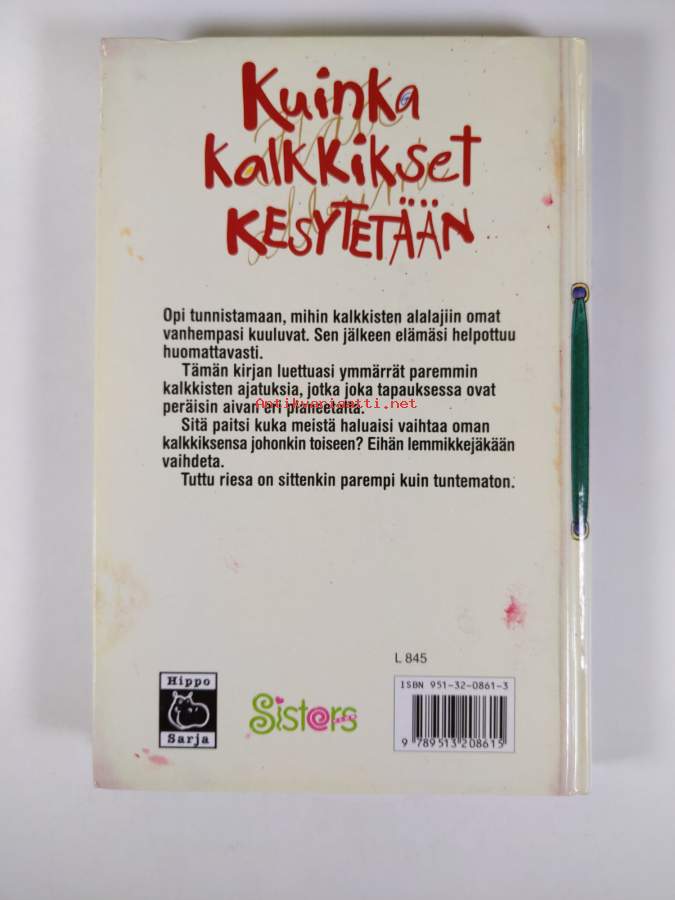 Kuinka
kalkkikset
KESYTETÄÄN
Opi tunnistamaan, mihin kalkkisten alalajiin omat
vanhempasi kuuluvat. Sen jälkeen elämäsi helpottuu
huomattavasti.
Tämän kirjan luettuasi ymmärrät paremmin
kalkkisten ajatuksia, jotka joka tapauksessa ovat
peräisin aivan eri planeetalta.
Antikvariaatti.net
Sitä paitsi kuka meistä haluaisi vaihtaa oman
kalkkiksensa johonkin toiseen? Eihän lemmikkejäkään
vaihdeta.
Tuttu riesa on sittenkin parempi kuin tuntematon.
L 845
Hippo
Sarja
Sisters
ISBN 951-32-0861-3
9 789513 208615